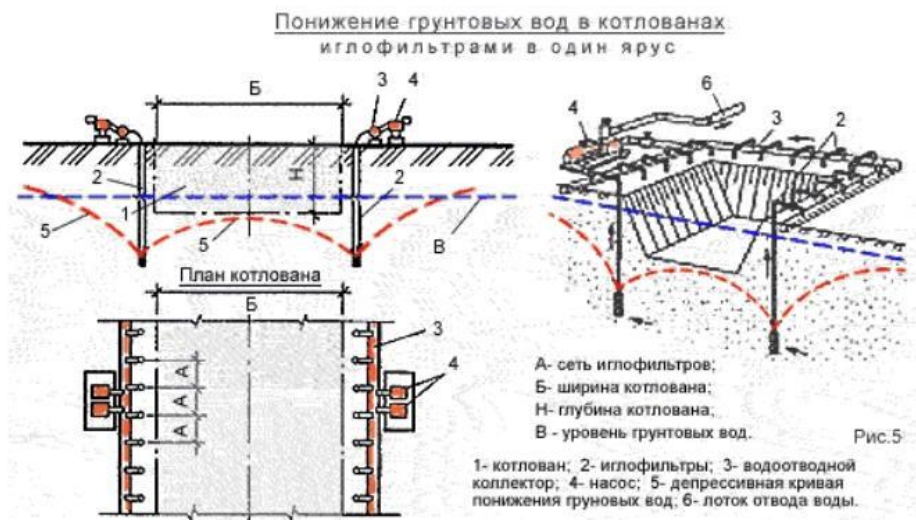 Понижение грунтовых вод в котлованах
иглофильтрами в один ярус
Б
3
4
2
1
Н
2
5
5
В
6
4
3
2
План котлована
Б
3
4
А
А
А
А- сеть иглофильтров;
Б- ширина котлована;
Н- глубина котлована;
В - уровень грунтовых вод.
Рис.5
1- котлован; 2- иглофильтры; 3- водоотводной
коллектор; 4- насос; 5- депрессивная кривая
понижения груновых вод; 6- лоток отвода воды.